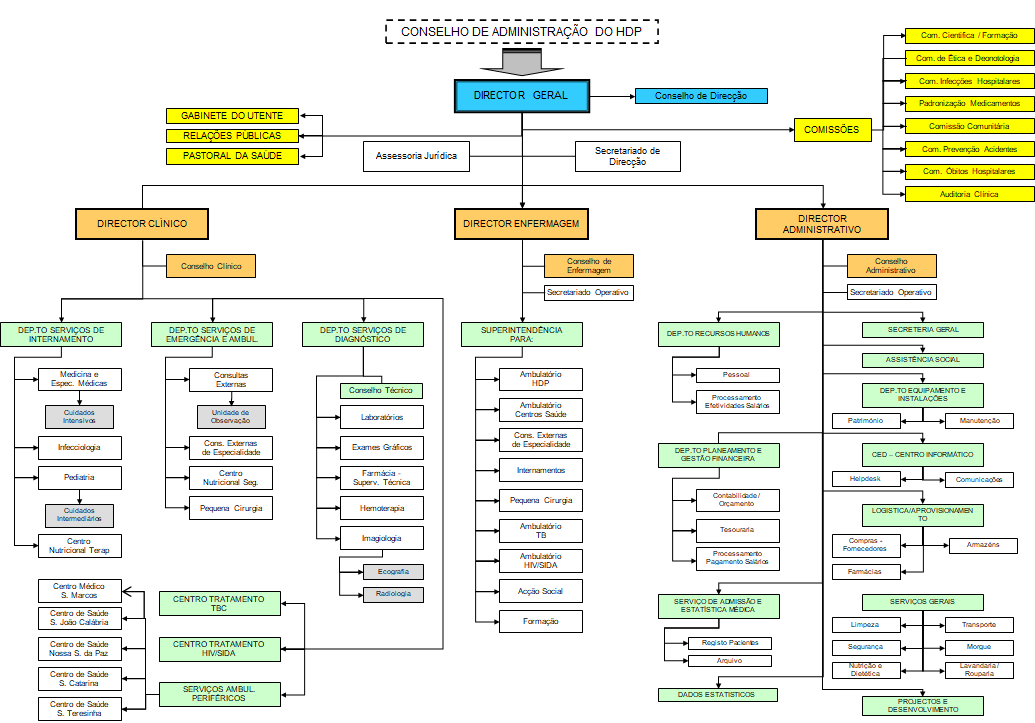 CONSELHO DE ADMINISTRAÇÃO DO HDP
DIRECTOR GERAL
Conselho de Direcção
GABINETE DO UTENTE
RELAÇÕES PÚBLICAS
PASTORAL DA SAÚDE
Assessoria Jurídica
Secretariado de
Direcção
COMISSÕES
Com. Cientifica / Formação
Com. de Ética e Deonotologia
Com. Infecções Hospitalares
Padronização Medicamentos
Comissão Comunitária
Com. Prevenção Acidentes
Com. Óbitos Hospitalares
Auditoria Clínica
DIRECTOR CLÍNICO
Conselho Clínico
DEP.TO SERVIÇOS DE
INTERNAMENTO
Medicina e
Espec. Médicas
Cuidados
Intensivos
Infecciologia
Pediatria
Cuidados
Intermediários
Centro
Nutricional Terap
DEP.TO SERVIÇOS DE
EMERGÊNCIA E AMBUL.
Consultas
Externas
Unidade de
Observação
Cons. Externas
de Especialidade
Centro
Nutricional Seg.
Pequena Cirurgia
DEP.TO SERVIÇOS DE
DIAGNÓSTICO
Conselho Técnico
Laboratórios
Exames Gráficos
Farmácia -
Superv. Técnica
Hemoterapia
Imagiologia
Ecografia
Radiologia
CENTRO TRATAMENTO
TBC
CENTRO TRATAMENTO
HIV/SIDA
SERVIÇOS AMBUL.
PERIFÉRICOS
Centro Médico
S. Marcos
Centro de Saúde
S. João Calábria
Centro de Saúde
Nossa S. da Paz
Centro de Saúde
S. Catarina
Centro de Saúde
S. Teresinha
DIRECTOR ENFERMAGEM
Conselho de
Enfermagem
Secretariado Operativo
SUPERINTENDÊNCIA
PARA:
Ambulatório
HDP
Ambulatório
Centros Saúde
Cons. Externas
de Especialidade
Internamentos
Pequena Cirurgia
Ambulatório
TB
Ambulatório
HIV/SIDA
Acção Social
Formação
DIRECTOR
ADMINISTRATIVO
Conselho
Administrativo
Secretariado Operativo
DEP.TO RECURSOS HUMANOS
Pessoal
Processamento
Efetividades Salários
DEP.TO PLANEAMENTO E
GESTÃO FINANCEIRA
Contabilidade/
Orçamento
Tesouraria
Processamento
Pagamento Salários
SERVIÇO DE ADMISSÃO E
ESTATÍSTICA MÉDICA
Registo Pacientes
Arquivo
DADOS ESTATISTICOS
SECRETERIA GERAL
ASSISTÊNCIA SOCIAL
DEP.TO EQUIPAMENTO E
INSTALAÇÕES
Património
Manutenção
CED – CENTRO INFORMÁTICO
Helpdesk
Comunicações
LOGISTICA/APROVISIONAMEN
TO
Compras -
Fornecedores
Armazéns
Farmácias
SERVIÇOS GERAIS
Limpeza
Transporte
Segurança
Morque
Nutrição e
Dietética
Lavandaria/
Rouparia
PROJECTOS E
DESENVOLVIMENTO